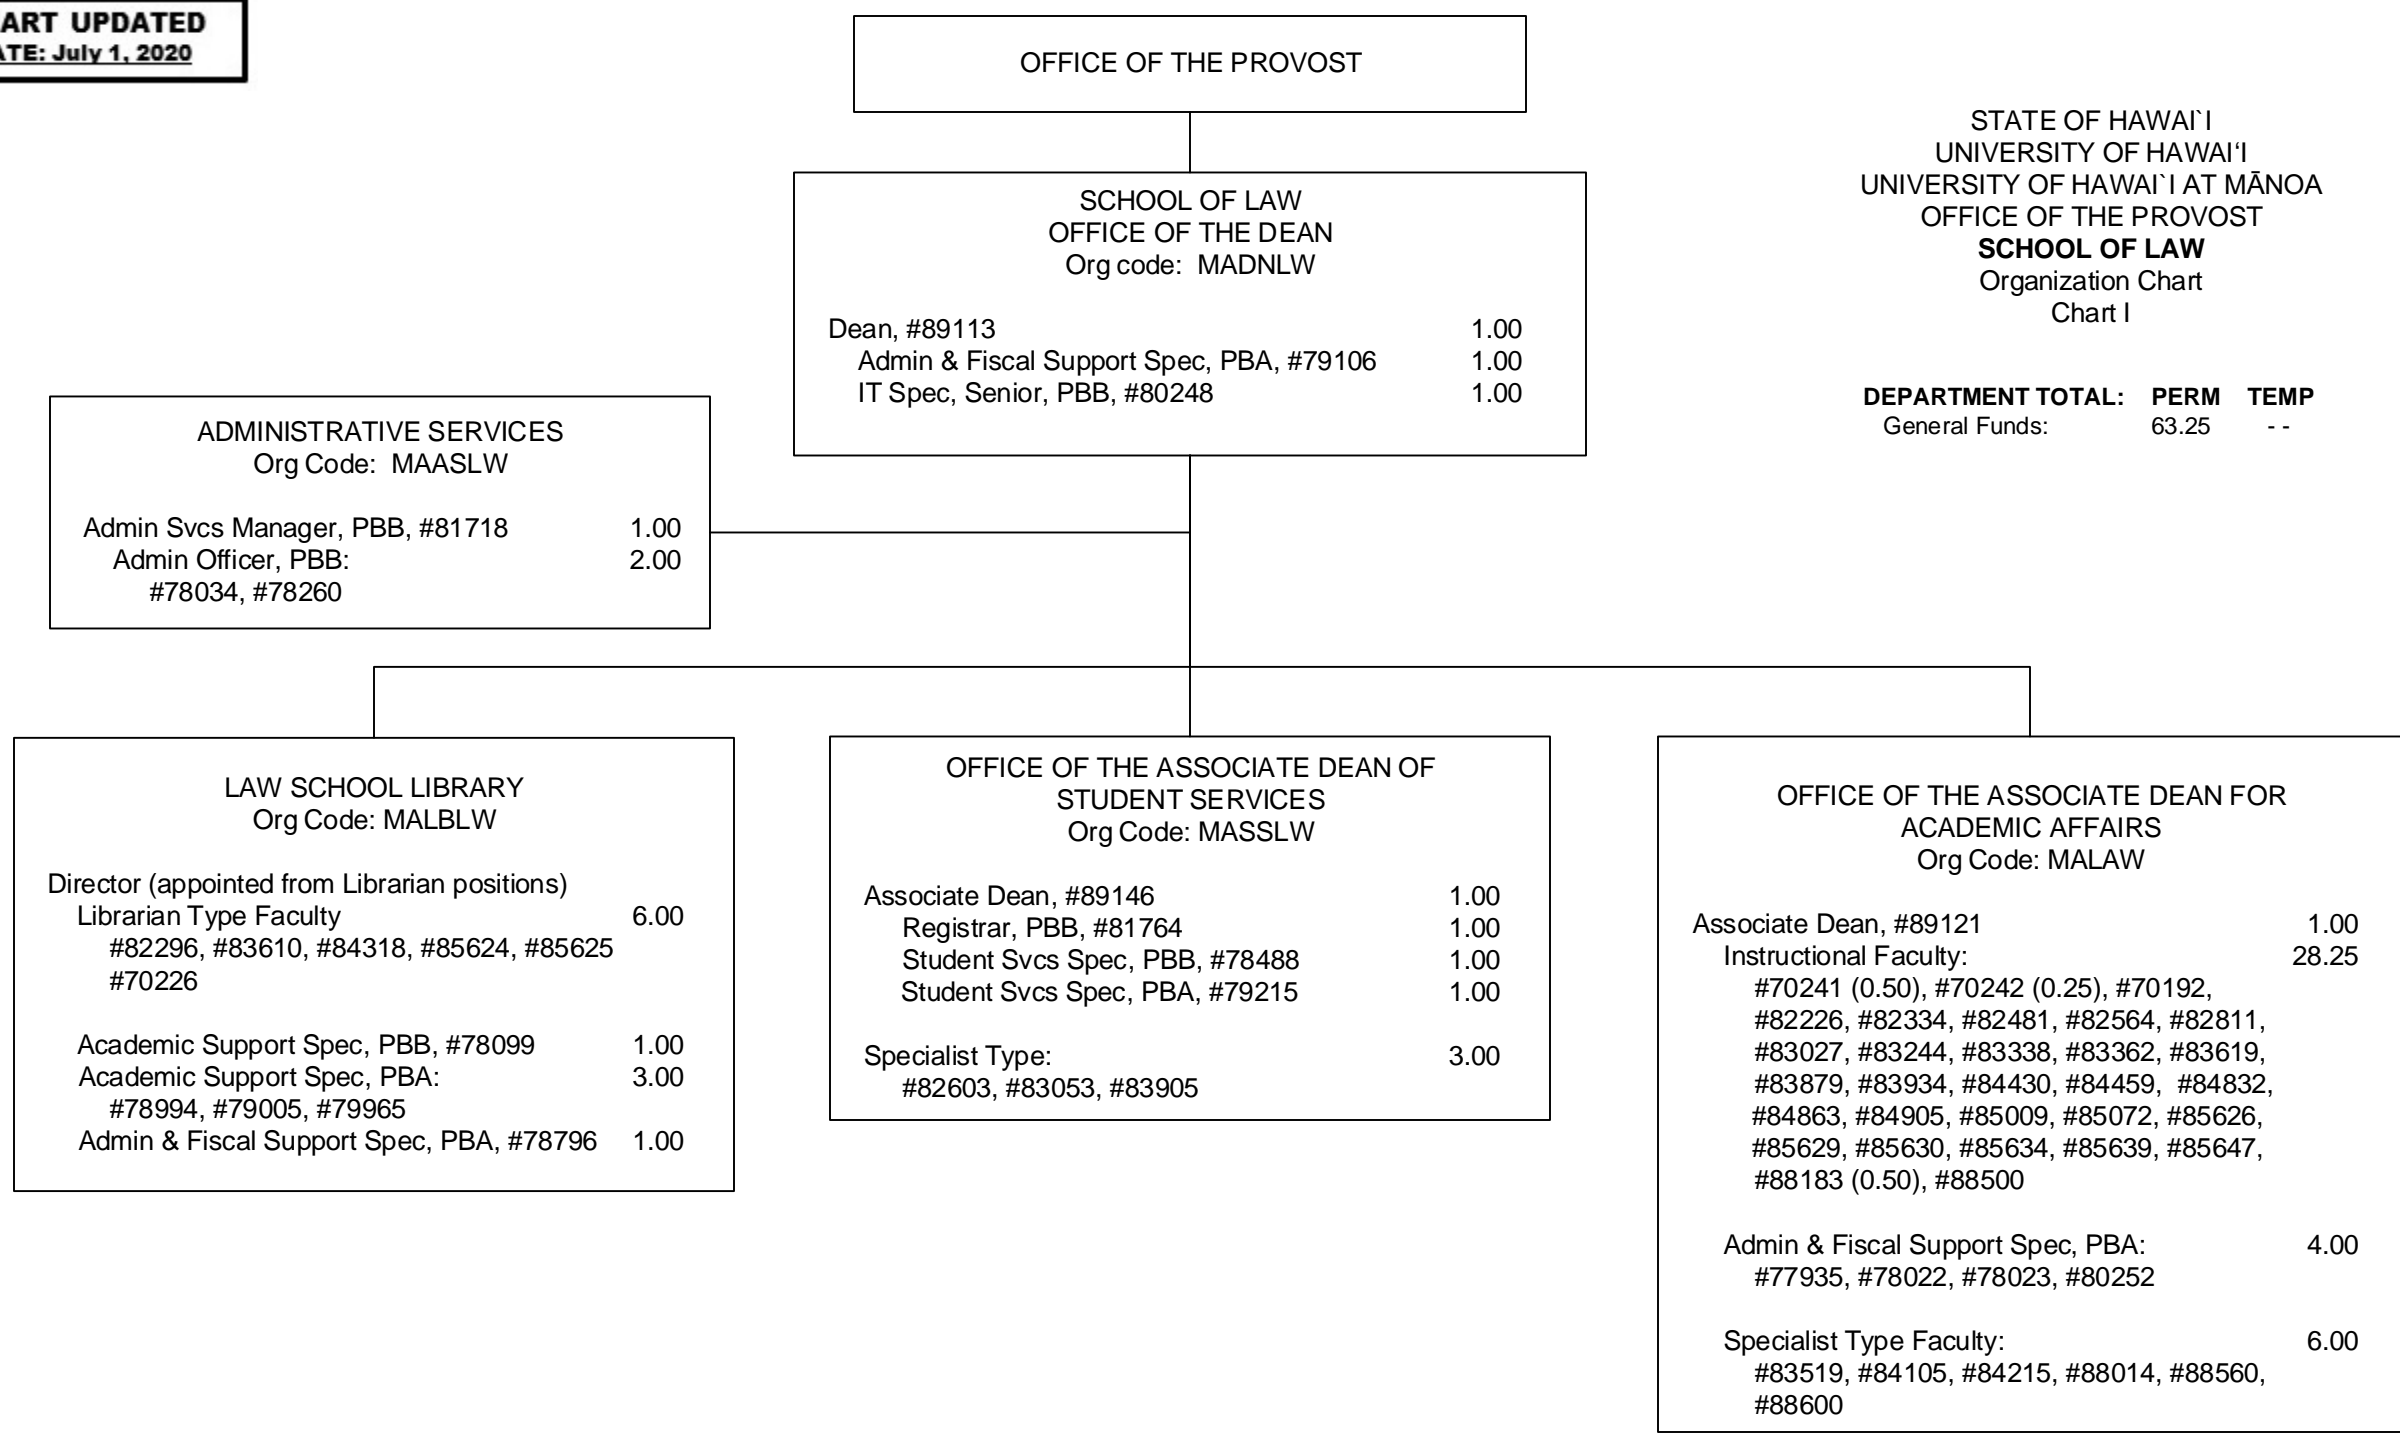 ART UPDATED
ATE: July 1, 2020
OFFICE OF THE PROVOST
STATE OF HAWAI`I
UNIVERSITY OF HAWAI‘I
UNIVERSITY OF HAWAI`I AT MĀNOA
OFFICE OF THE PROVOST
SCHOOL OF LAW
Organization Chart
Chart I
DEPARTMENT TOTAL: PERM TEMP
General Funds: 63.25 - -
SCHOOL OF LAW
OFFICE OF THE DEAN
Org code: MADNLW
Dean, #89113 1.00
Admin & Fiscal Support Spec, PBA, #79106 1.00
IT Spec, Senior, PBB, #80248 1.00
ADMINISTRATIVE SERVICES
Org Code: MAASLW
Admin Svcs Manager, PBB, #81718 1.00
Admin Officer, PBB: 2.00
#78034, #78260
LAW SCHOOL LIBRARY
Org Code: MALBLW
Director (appointed from Librarian positions)
Librarian Type Faculty 6.00
#82296, #83610, #84318, #85624, #85625
#70226
Academic Support Spec, PBB, #78099 1.00
Academic Support Spec, PBA: 3.00
#78994, #79005, #79965
Admin & Fiscal Support Spec, PBA, #78796 1.00
OFFICE OF THE ASSOCIATE DEAN OF
STUDENT SERVICES
Org Code: MASSLW
Associate Dean, #89146 1.00
Registrar, PBB, #81764 1.00
Student Svcs Spec, PBB, #78488 1.00
Student Svcs Spec, PBA, #79215 1.00
Specialist Type: 3.00
#82603, #83053, #83905
OFFICE OF THE ASSOCIATE DEAN FOR
ACADEMIC AFFAIRS
Org Code: MALAW
Associate Dean, #89121 1.00
Instructional Faculty: 28.25
#70241 (0.50), #70242 (0.25), #70192,
#82226, #82334, #82481, #82564, #82811,
#83027, #83244, #83338, #83362, #83619,
#83879, #83934, #84430, #84459, #84832,
#84863, #84905, #85009, #85072, #85626,
#85629, #85630, #85634, #85639, #85647,
#88183 (0.50), #88500
Admin & Fiscal Support Spec, PBA: 4.00
#77935, #78022, #78023, #80252
Specialist Type Faculty: 6.00
#83519, #84105, #84215, #88014, #88560,
#88600